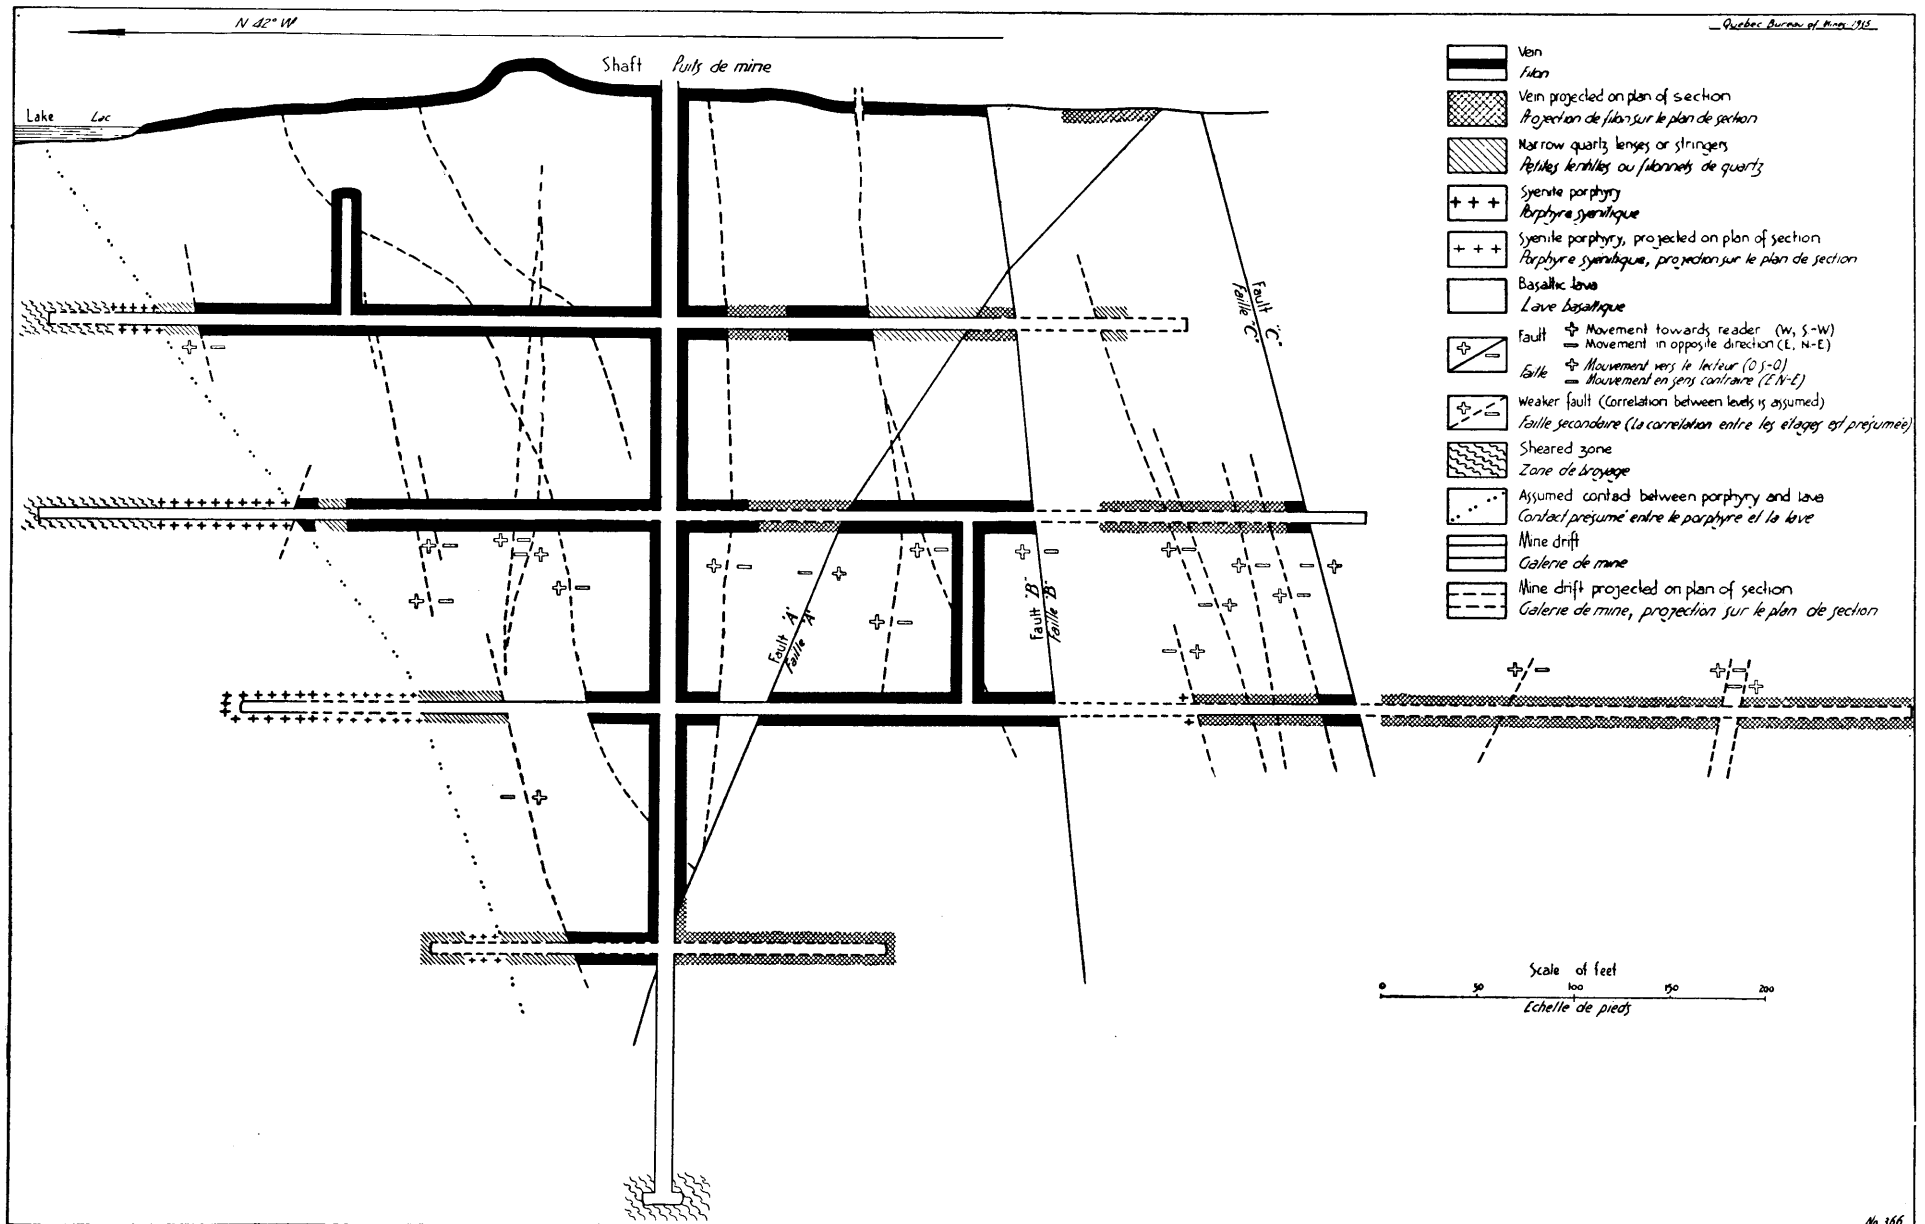 N 42° W
Quebec Bureau of Mines 1935
Shaft Puits de mine
Lake Lac
Vein
Filon
Vein projected on plan of section
Projection de filon sur le plan de section
Narrow quartz lenses or stringers
Petites lentilles ou filonnets de quartz
Syenite porphyry
Porphyre syenitique
Syenite porphyry, projected on plan of section
Porphyre syénitique, projection sur le plan de section
Basaltic lava
Lave basaltique
Fault + Movement towards reader (W, S-W)
− Movement in opposite direction (E, N-E)
Faille + Mouvement vers le lecteur (O S-O)
− Mouvement en sens contraire (E N-E)
Weaker fault (Correlation between levels is assumed)
Faille secondaire (la corrélation entre les étages est présumée)
Sheared zone
Zone de broyage
Assumed contact between porphyry and lava
Contact présumé entre le porphyre et la lave
Mine drift
Galerie de mine
Mine drift projected on plan of section
Galerie de mine, projection sur le plan de section
Fault "C"
Faille "C"
Fault "A"
Faille "A"
Fault "B"
Faille "B"
Scale of feet
0 50 100 150 200
Echelle de pieds
No 366